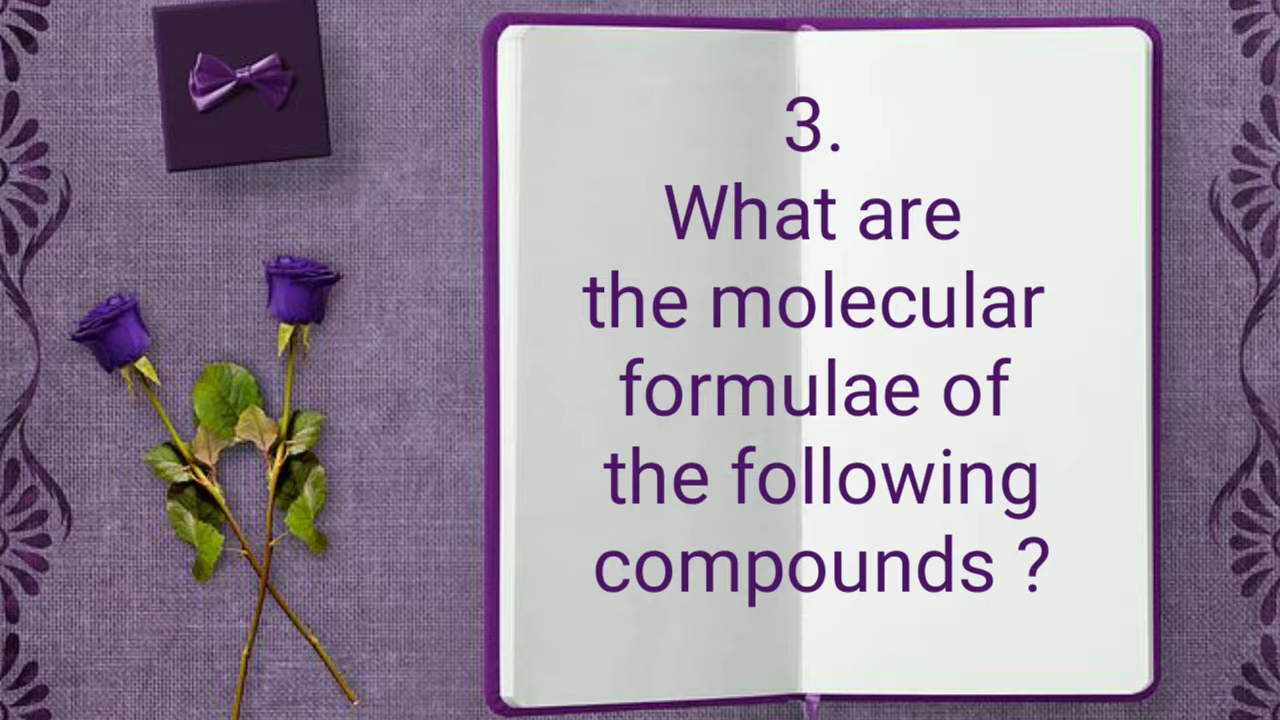 3.
What are
the molecular
formulae of
the following
compounds ?